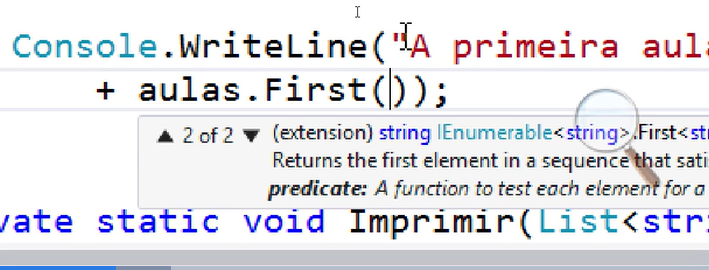 Console.WriteLine("A primeira aula
+ aulas.First());
▲ 2 of 2 ▼ (extension) string IEnumerable<string>.First<str
Returns the first element in a sequence that sati
predicate: A function to test each element for a
vate static void Imprimir(List<stri